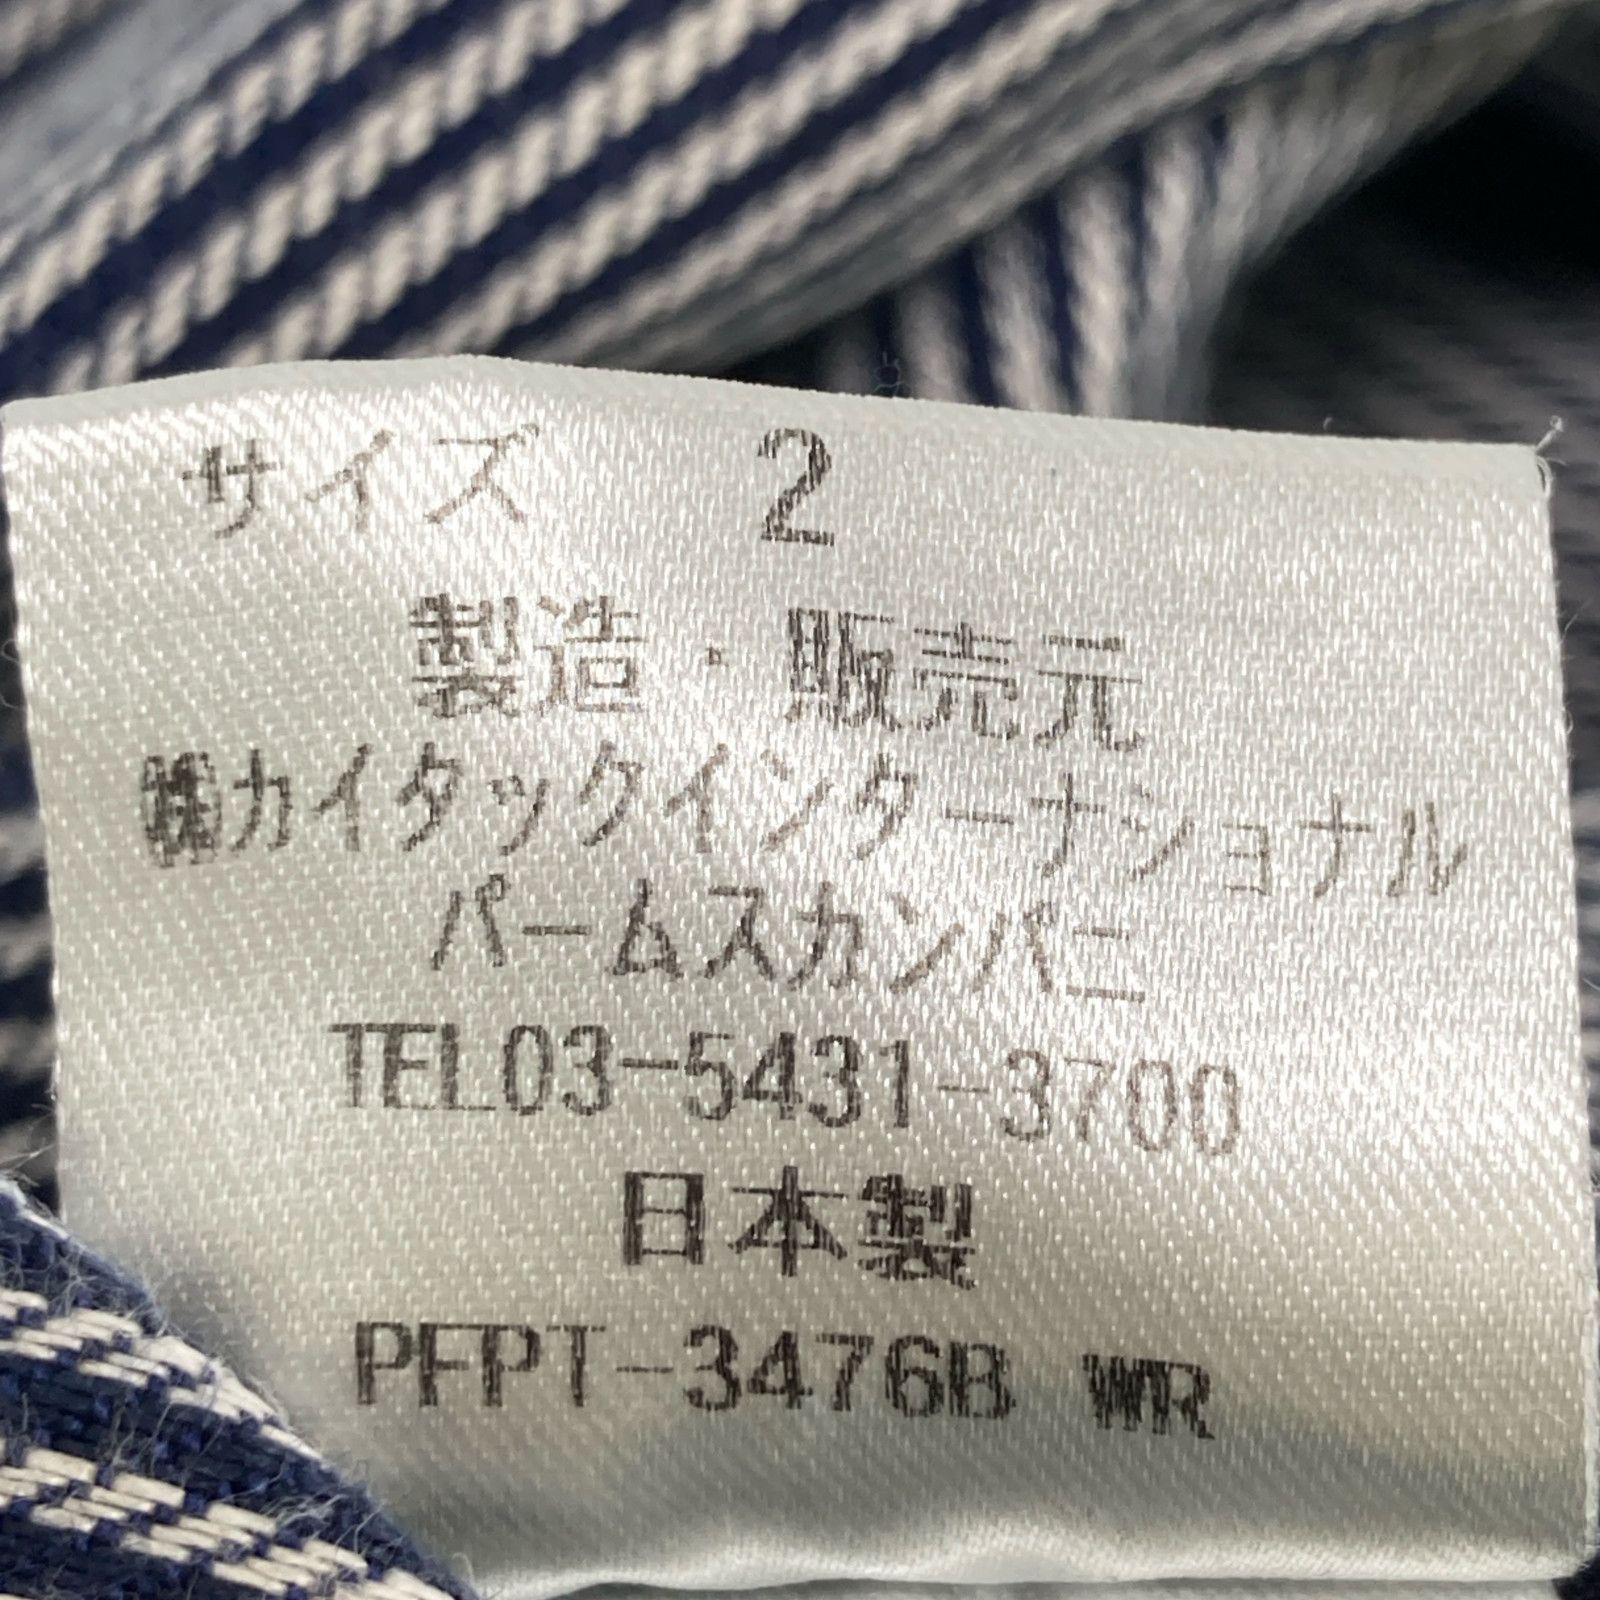 サイズ 2
製造・販売元
㈱カイタックインターナショナル
パームスカンパニー
TEL03-5431-3700
日本製
PFPT-3476B WR